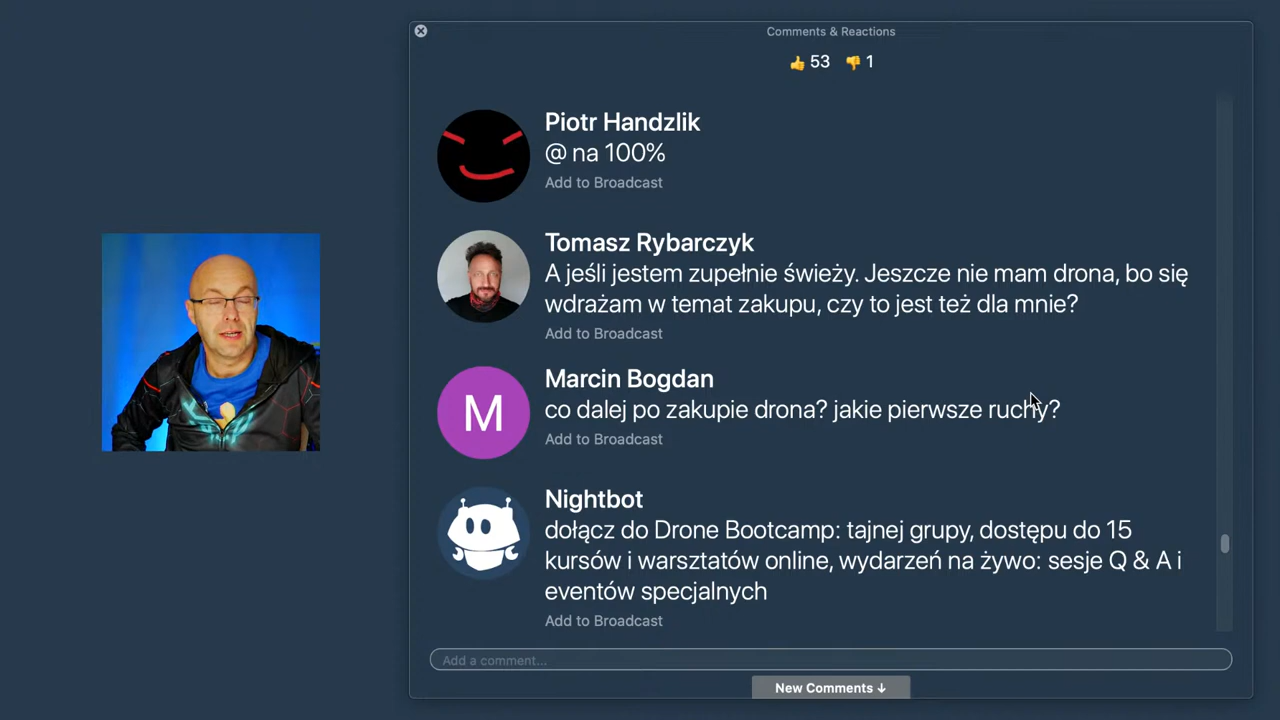 Comments & Reactions
👍 53 👎 1
Piotr Handzlik
@ na 100%
Add to Broadcast
Tomasz Rybarczyk
A jeśli jestem zupełnie świeży. Jeszcze nie mam drona, bo się
wdrażam w temat zakupu, czy to jest też dla mnie?
Add to Broadcast
M
Marcin Bogdan
co dalej po zakupie drona? jakie pierwsze ruchy?
Add to Broadcast
Nightbot
dołącz do Drone Bootcamp: tajnej grupy, dostępu do 15
kursów i warsztatów online, wydarzeń na żywo: sesje Q & A i
eventów specjalnych
Add to Broadcast
Add a comment...
New Comments ↓